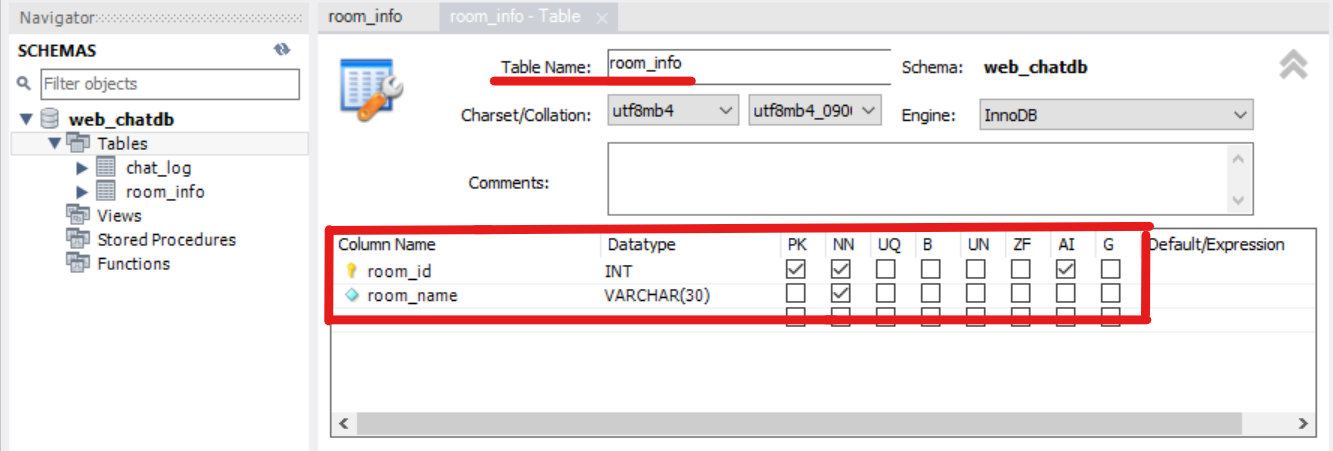 Navigator
SCHEMAS
Filter objects
web_chatdb
Tables
chat_log
room_info
Views
Stored Procedures
Functions
room_info
room_info - Table
Table Name: room_info Schema: web_chatdb
Charset/Collation: utf8mb4 utf8mb4_090 Engine: InnoDB
Comments:
Column Name Datatype PK NN UQ B UN ZF AI G Default/Expression
room_id INT
room_name VARCHAR(30)